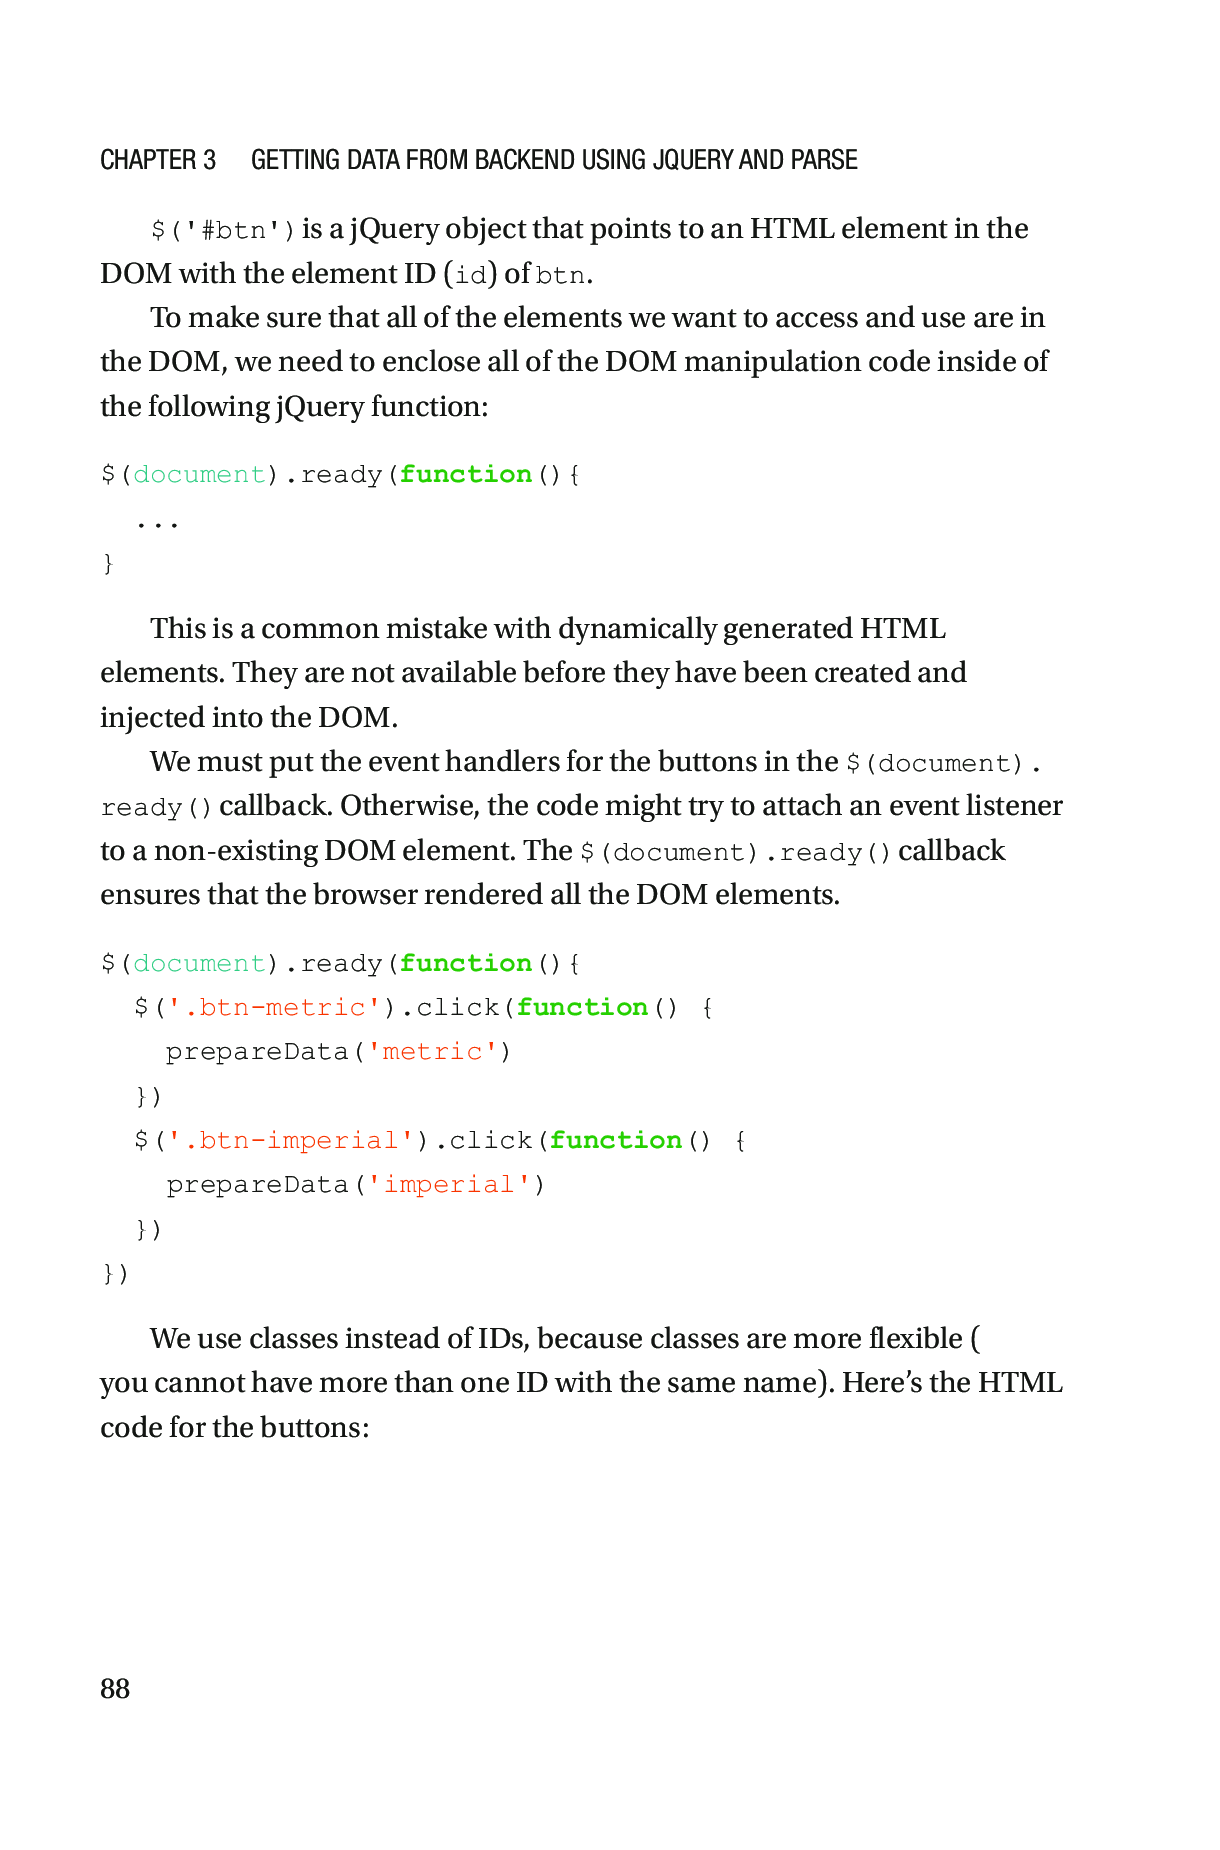 CHAPTER 3 GETTING DATA FROM BACKEND USING JQUERY AND PARSE
$('#btn') is a jQuery object that points to an HTML element in the
DOM with the element ID (id) of btn.
To make sure that all of the elements we want to access and use are in
the DOM, we need to enclose all of the DOM manipulation code inside of
the following jQuery function:
$(document).ready(function(){
  ...
}
This is a common mistake with dynamically generated HTML
elements. They are not available before they have been created and
injected into the DOM.
We must put the event handlers for the buttons in the $(document).
ready() callback. Otherwise, the code might try to attach an event listener
to a non-existing DOM element. The $(document).ready() callback
ensures that the browser rendered all the DOM elements.
$(document).ready(function(){
  $('.btn-metric').click(function() {
    prepareData('metric')
  })
  $('.btn-imperial').click(function() {
    prepareData('imperial')
  })
})
We use classes instead of IDs, because classes are more flexible (
you cannot have more than one ID with the same name). Here’s the HTML
code for the buttons:
88